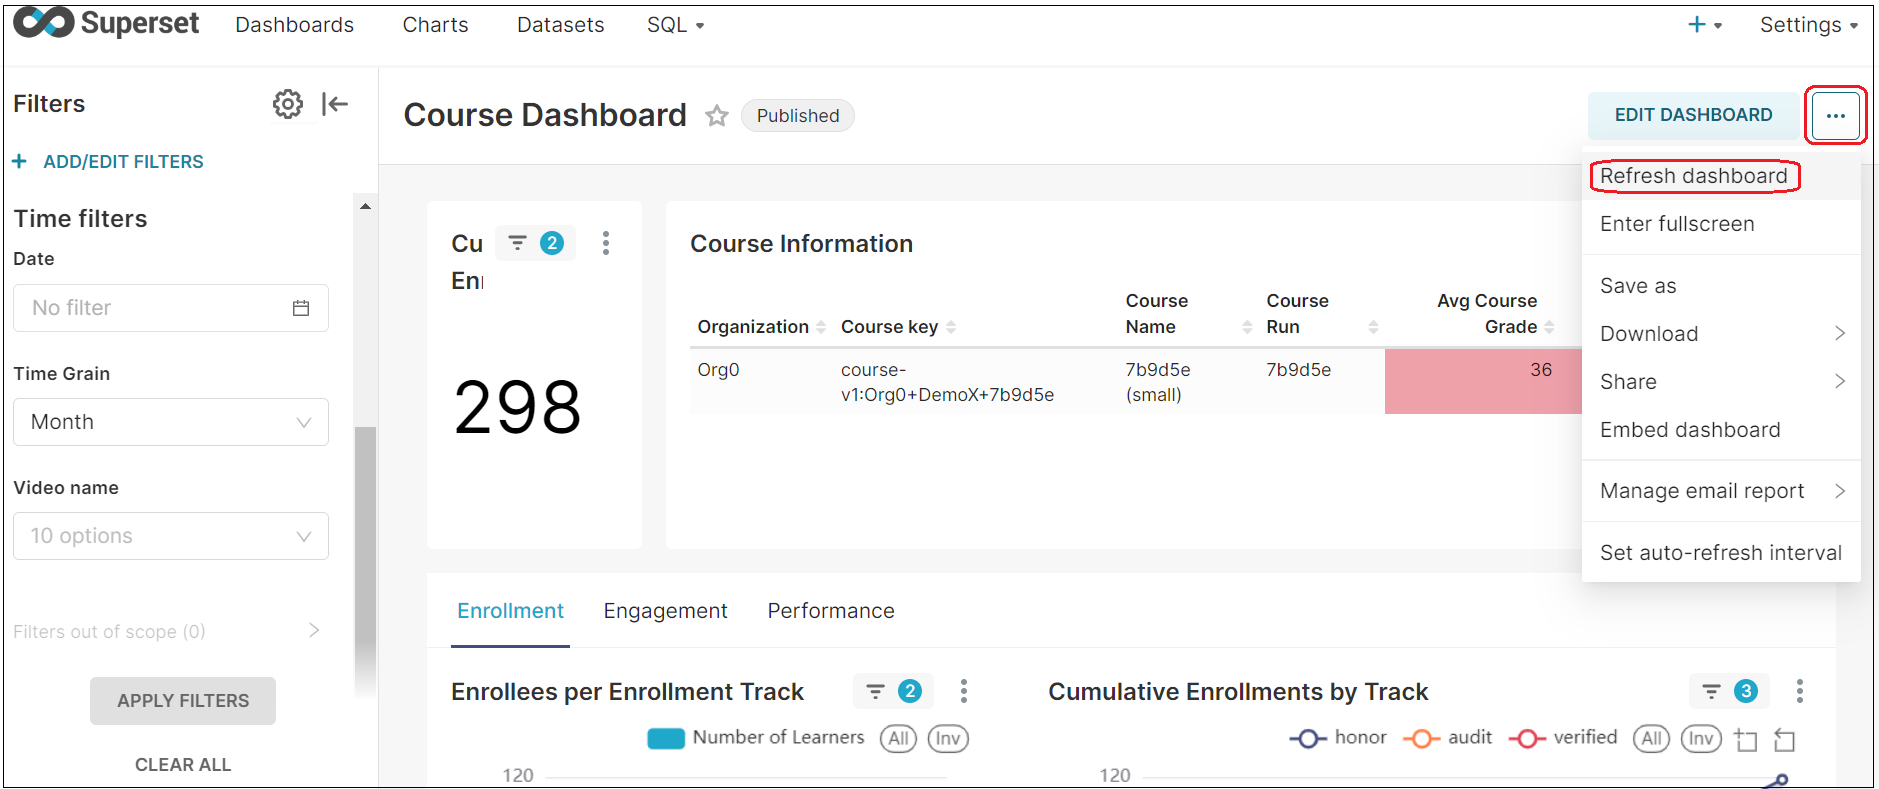 Superset Dashboards Charts Datasets SQL + Settings
Filters
+ ADD/EDIT FILTERS
Time filters
Date
No filter
Time Grain
Month
Video name
10 options
Filters out of scope (0)
APPLY FILTERS
CLEAR ALL
Course Dashboard Published
EDIT DASHBOARD ...
Refresh dashboard
Enter fullscreen
Save as
Download
Share
Embed dashboard
Manage email report
Set auto-refresh interval
Cu 2
En
298
Course Information
Organization Course key Course Name Course Run Avg Course Grade
Org0 course-v1:Org0+DemoX+7b9d5e 7b9d5e (small) 7b9d5e 36
Enrollment Engagement Performance
Enrollees per Enrollment Track 2
Number of Learners All Inv
120
Cumulative Enrollments by Track 3
honor audit verified All Inv
120